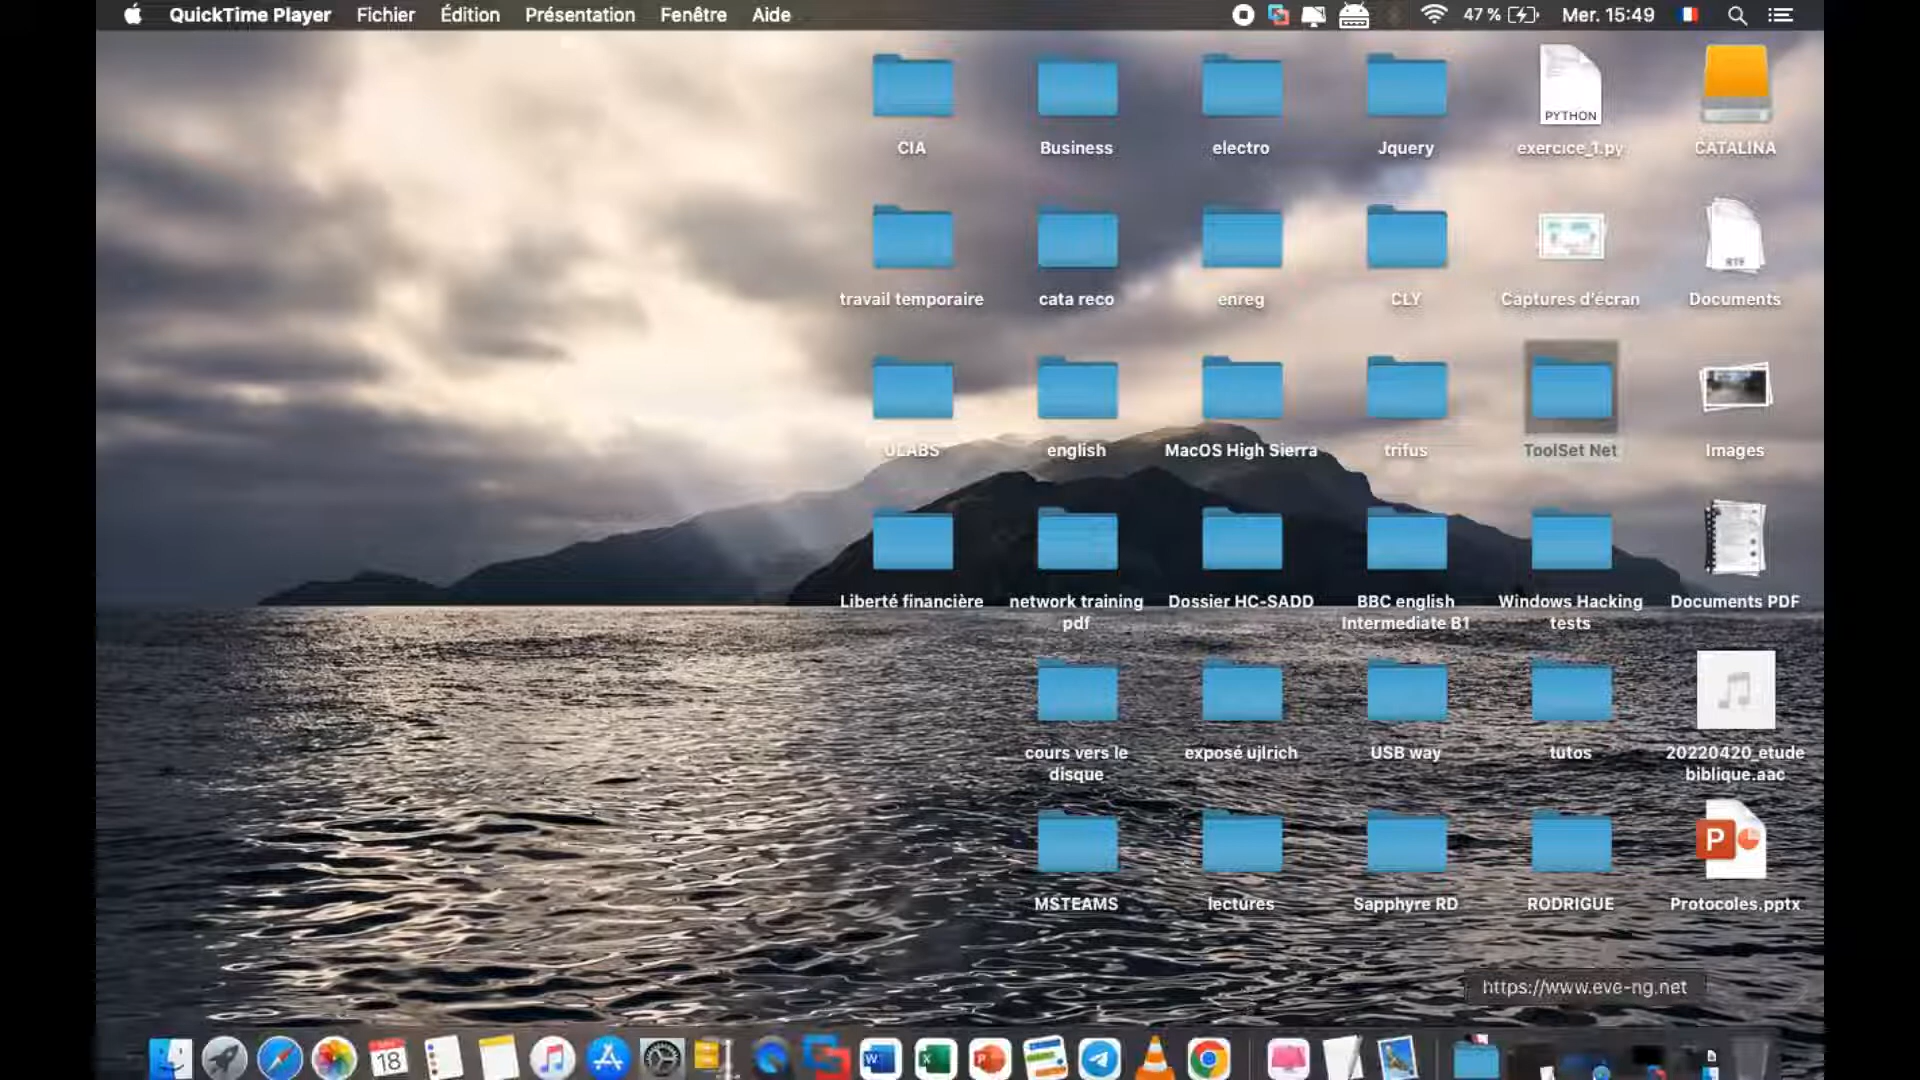 QuickTime Player Fichier Édition Présentation Fenêtre Aide 47 % Mer. 15:49
PYTHON
CIA Business electro Jquery exercice_1.py CATALINA
RTF
travail temporaire cata reco enreg CLY Captures d'écran Documents
ULABS english MacOS High Sierra trifus ToolSet Net Images
Liberté financière network training Dossier HC-SADD BBC english Windows Hacking Documents PDF
pdf Intermediate B1 tests
cours vers le exposé ujlrich USB way tutos 20220420_etude
disque biblique.aac
P
MSTEAMS lectures Sapphyre RD RODRIGUE Protocoles.pptx
https://www.eve-ng.net
18 W X P